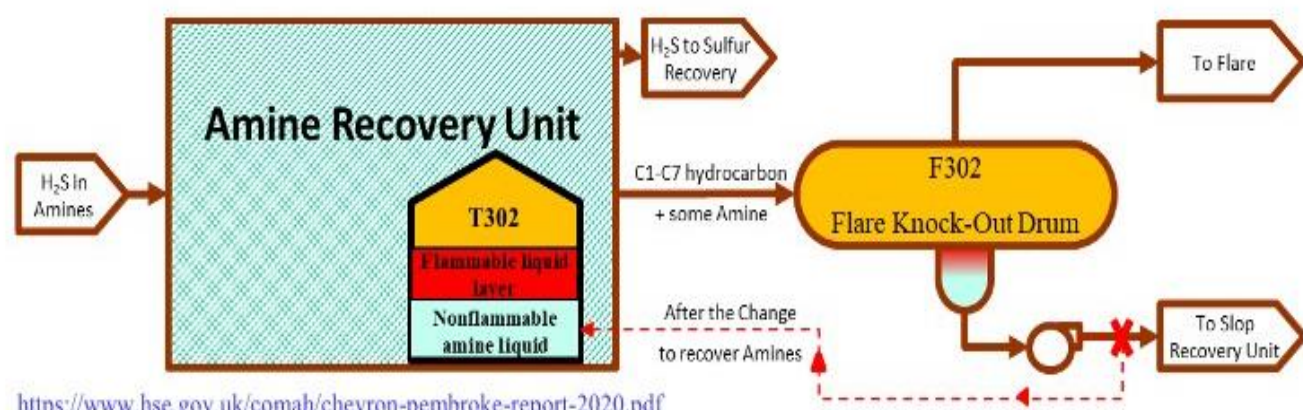 H₂S in
Amines
Amine Recovery Unit
T302
Flammable liquid
layer
Nonflammable
amine liquid
H₂S to Sulfur
Recovery
C1-C7 hydrocarbon
+ some Amine
F302
Flare Knock-Out Drum
To Flare
After the Change
to recover Amines
To Slop
Recovery Unit
https://www.hse.gov.uk/comah/chevron-pembroke-report-2020.pdf